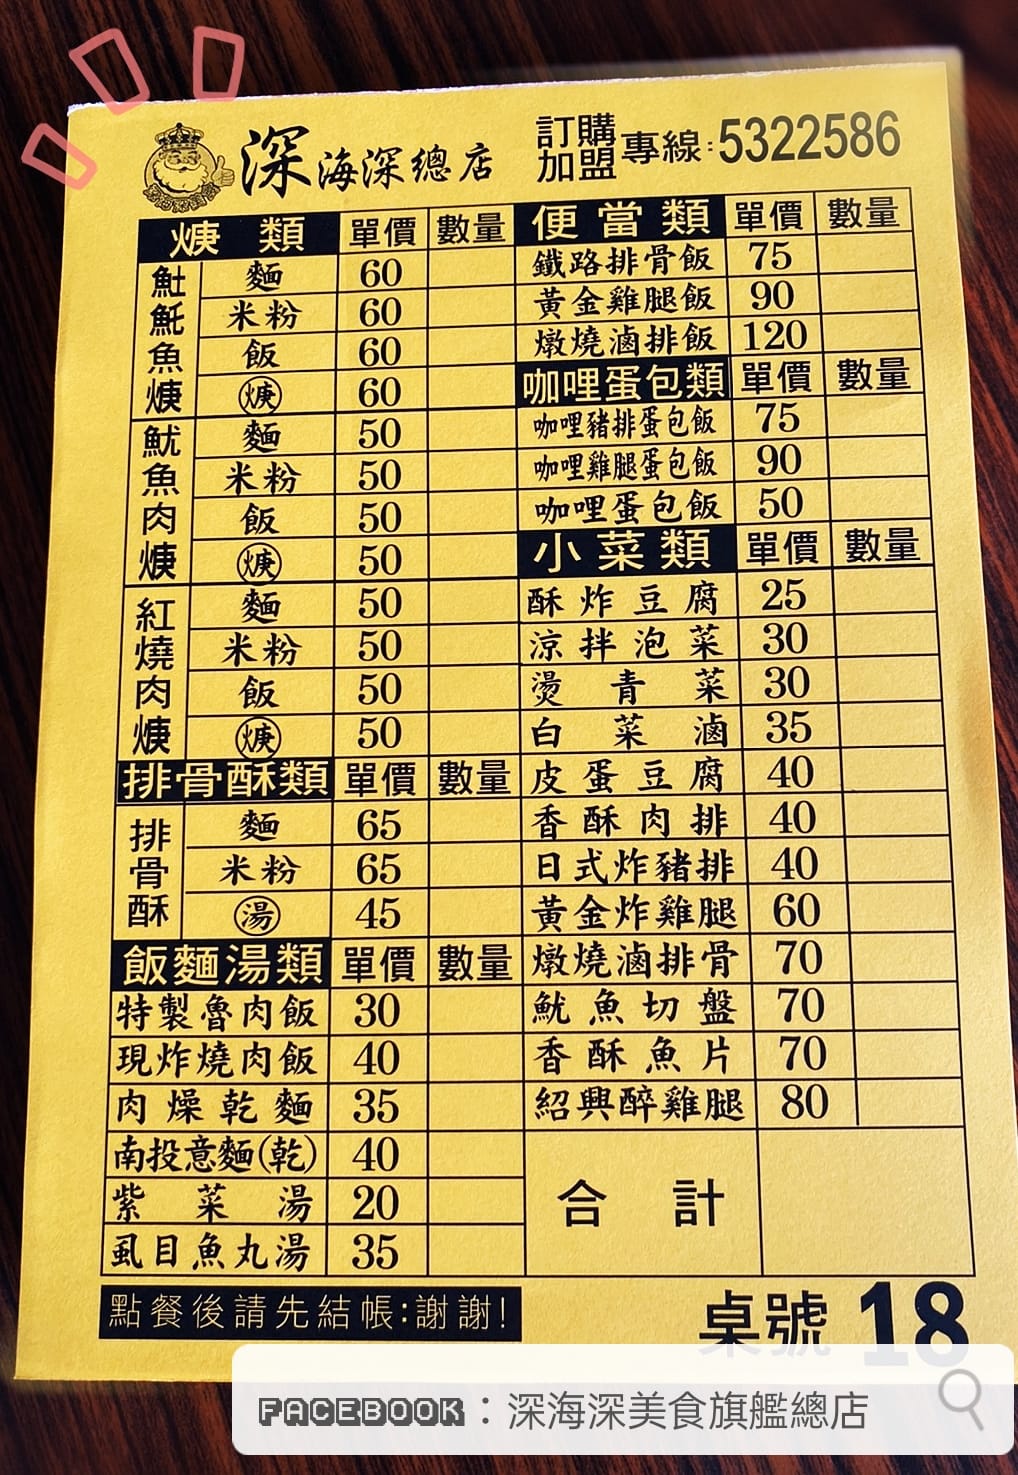 深海深總店
訂購加盟專線:5322586
焿類 單價 數量
魠魠魚焿
麵 60
米粉 60
飯 60
焿 60
魷魚肉焿
麵 50
米粉 50
飯 50
焿 50
紅燒肉焿
麵 50
米粉 50
飯 50
焿 50
排骨酥類 單價 數量
排骨酥
麵 65
米粉 65
湯 45
飯麵湯類 單價 數量
特製魯肉飯 30
現炸燒肉飯 40
肉燥乾麵 35
南投意麵(乾) 40
紫菜湯 20
虱目魚丸湯 35
便當類 單價 數量
鐵路排骨飯 75
黃金雞腿飯 90
燉燒滷排飯 120
咖哩蛋包類 單價 數量
咖哩豬排蛋包飯 75
咖哩雞腿蛋包飯 90
咖哩蛋包飯 50
小菜類 單價 數量
酥炸豆腐 25
涼拌泡菜 30
燙青菜 30
白菜滷 35
皮蛋豆腐 40
香酥肉排 40
日式炸豬排 40
黃金炸雞腿 60
燉燒滷排骨 70
魷魚切盤 70
香酥魚片 70
紹興醉雞腿 80
合計
點餐後請先結帳:謝謝!
桌號 18
FACEBOOK：深海深美食旗艦總店